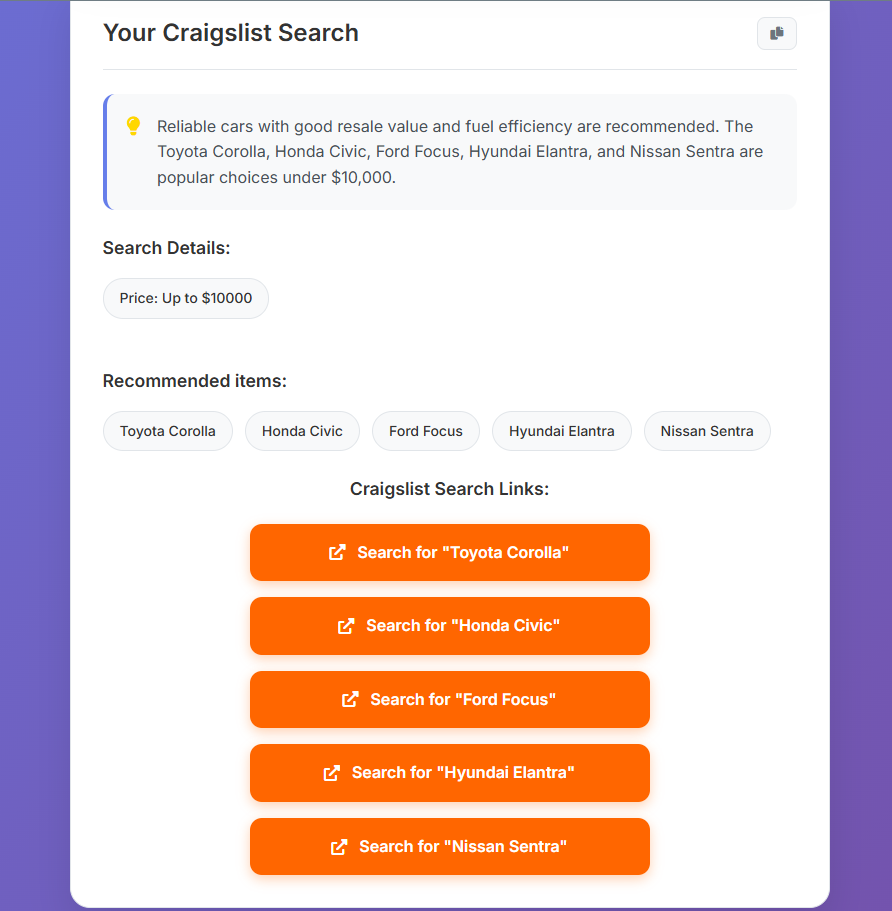 Your Craigslist Search
Reliable cars with good resale value and fuel efficiency are recommended. The
Toyota Corolla, Honda Civic, Ford Focus, Hyundai Elantra, and Nissan Sentra are
popular choices under $10,000.
Search Details:
Price: Up to $10000
Recommended items:
Toyota Corolla
Honda Civic
Ford Focus
Hyundai Elantra
Nissan Sentra
Craigslist Search Links:
Search for "Toyota Corolla"
Search for "Honda Civic"
Search for "Ford Focus"
Search for "Hyundai Elantra"
Search for "Nissan Sentra"